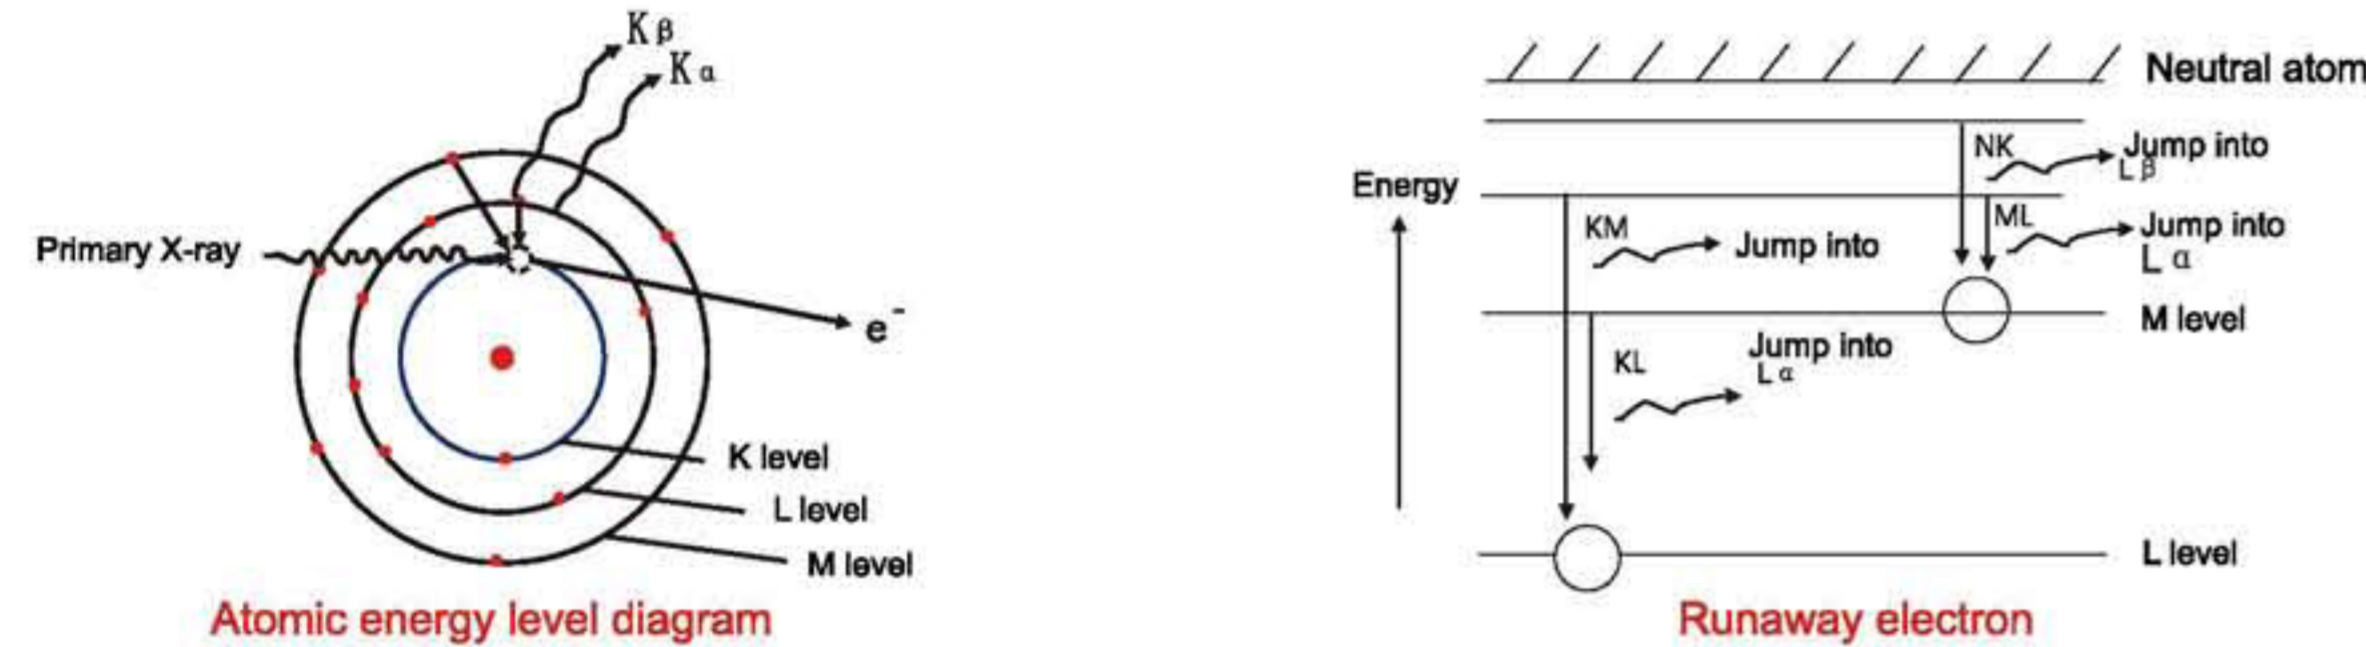 Kβ
Kα
Primary X-ray
e-
K level
L level
M level
Atomic energy level diagram
Neutral atom
NK
Jump into
Lβ
Energy
ML
Jump into
Lα
KM
Jump into
M level
KL
Jump into
Lα
L level
Runaway electron